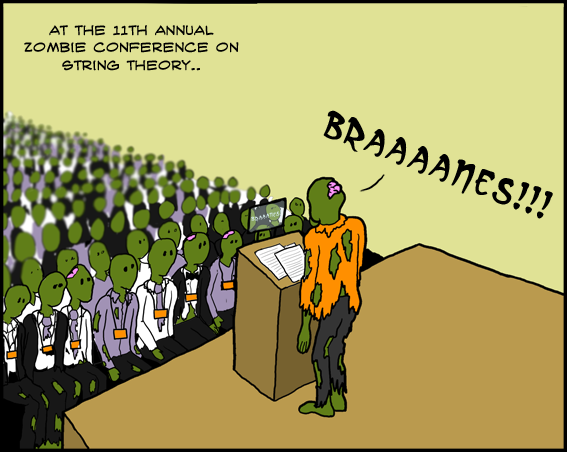 AT THE 11TH ANNUAL
ZOMBIE CONFERENCE ON
STRING THEORY..
BRAAAANES!!!